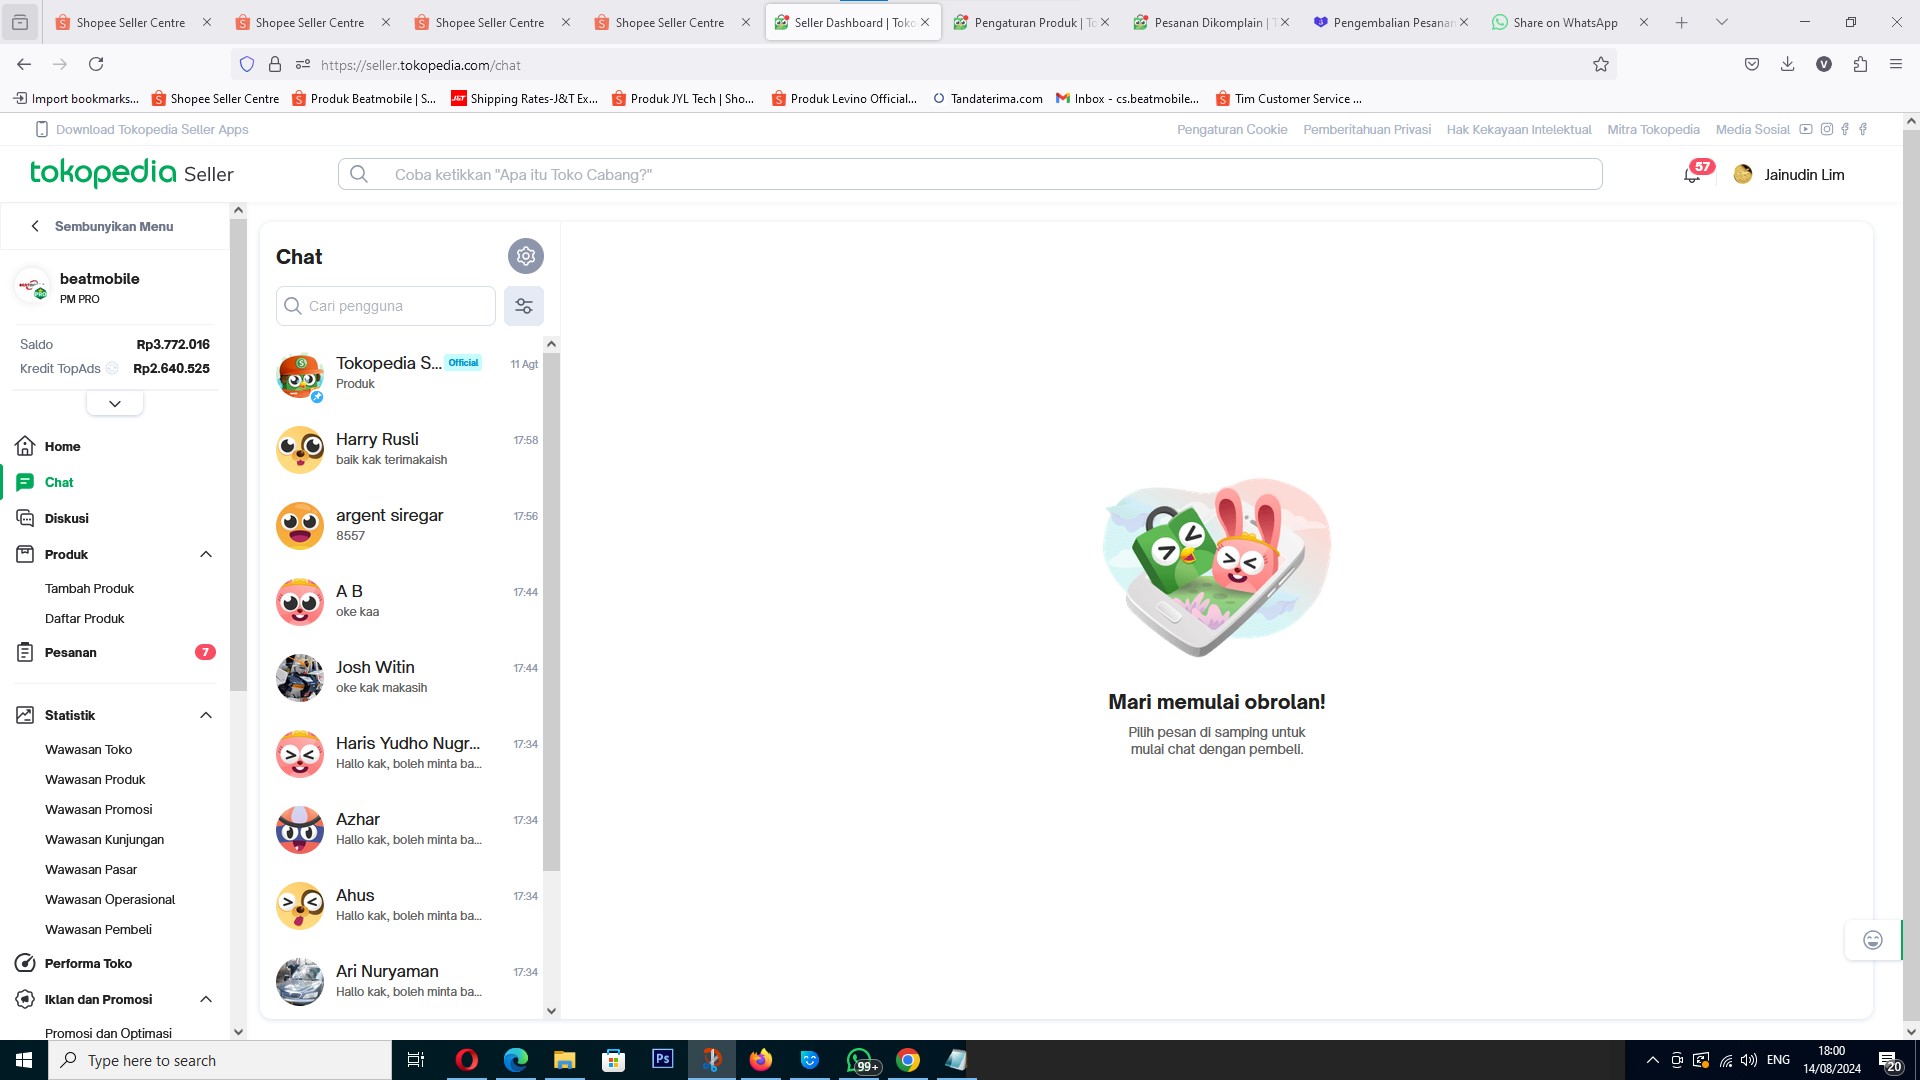 Shopee Seller Centre
Shopee Seller Centre
Shopee Seller Centre
Shopee Seller Centre
Seller Dashboard | Toko
Pengaturan Produk | To
Pesanan Dikomplain | T
Pengembalian Pesanan
Share on WhatsApp
https://seller.tokopedia.com/chat
V
Import bookmarks...
Shopee Seller Centre
Produk Beatmobile | S...
Shipping Rates-J&T Ex...
Produk JYL Tech | Sho...
Produk Levino Official...
Tandaterima.com
Inbox - cs.beatmobile...
Tim Customer Service ...
Download Tokopedia Seller Apps
Pengaturan Cookie
Pemberitahuan Privasi
Hak Kekayaan Intelektual
Mitra Tokopedia
Media Sosial
tokopedia Seller
Coba ketikkan "Apa itu Toko Cabang?"
57
Jainudin Lim
Sembunyikan Menu
beatmobile
PM PRO
Saldo Rp3.772.016
Kredit TopAds Rp2.640.525
Home
Chat
Diskusi
Produk
Tambah Produk
Daftar Produk
Pesanan 7
Statistik
Wawasan Toko
Wawasan Produk
Wawasan Promosi
Wawasan Kunjungan
Wawasan Pasar
Wawasan Operasional
Wawasan Pembeli
Performa Toko
Iklan dan Promosi
Promosi dan Optimasi
Chat
Cari pengguna
Tokopedia S... Official 11 Agt
Produk
Harry Rusli 17:58
baik kak terimakaish
argent siregar 17:56
8557
A B 17:44
oke kaa
Josh Witin 17:44
oke kak makasih
Haris Yudho Nugr... 17:34
Hallo kak, boleh minta ba...
Azhar 17:34
Hallo kak, boleh minta ba...
Ahus 17:34
Hallo kak, boleh minta ba...
Ari Nuryaman 17:34
Hallo kak, boleh minta ba...
Mari memulai obrolan!
Pilih pesan di samping untuk
mulai chat dengan pembeli.
Type here to search
Ps
99+
ENG
18:00
14/08/2024
20